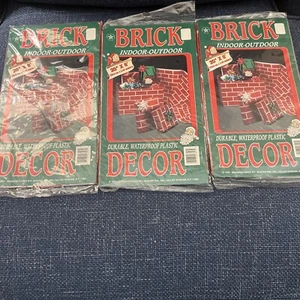 BRICK
INDOOR-OUTDOOR
DURABLE, WATERPROOF PLASTIC
DECOR
BRICK
INDOOR-OUTDOOR
DURABLE, WATERPROOF PLASTIC
DECOR
BRICK
INDOOR-OUTDOOR
DURABLE, WATERPROOF PLASTIC
DECOR